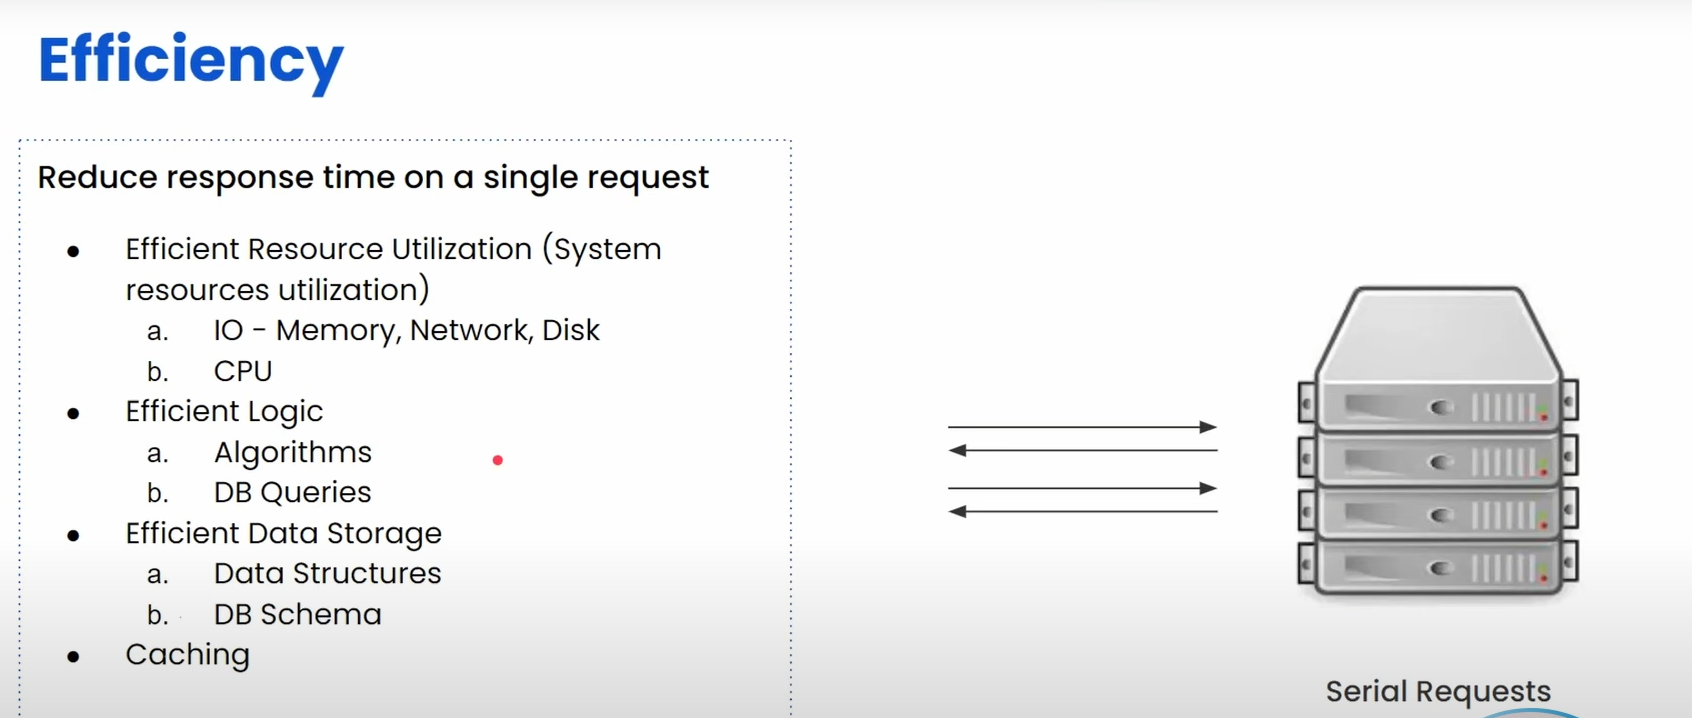 Efficiency
Reduce response time on a single request
● Efficient Resource Utilization (System
resources utilization)
a. IO - Memory, Network, Disk
b. CPU
● Efficient Logic
a. Algorithms
b. DB Queries
● Efficient Data Storage
a. Data Structures
b. DB Schema
● Caching
Serial Requests